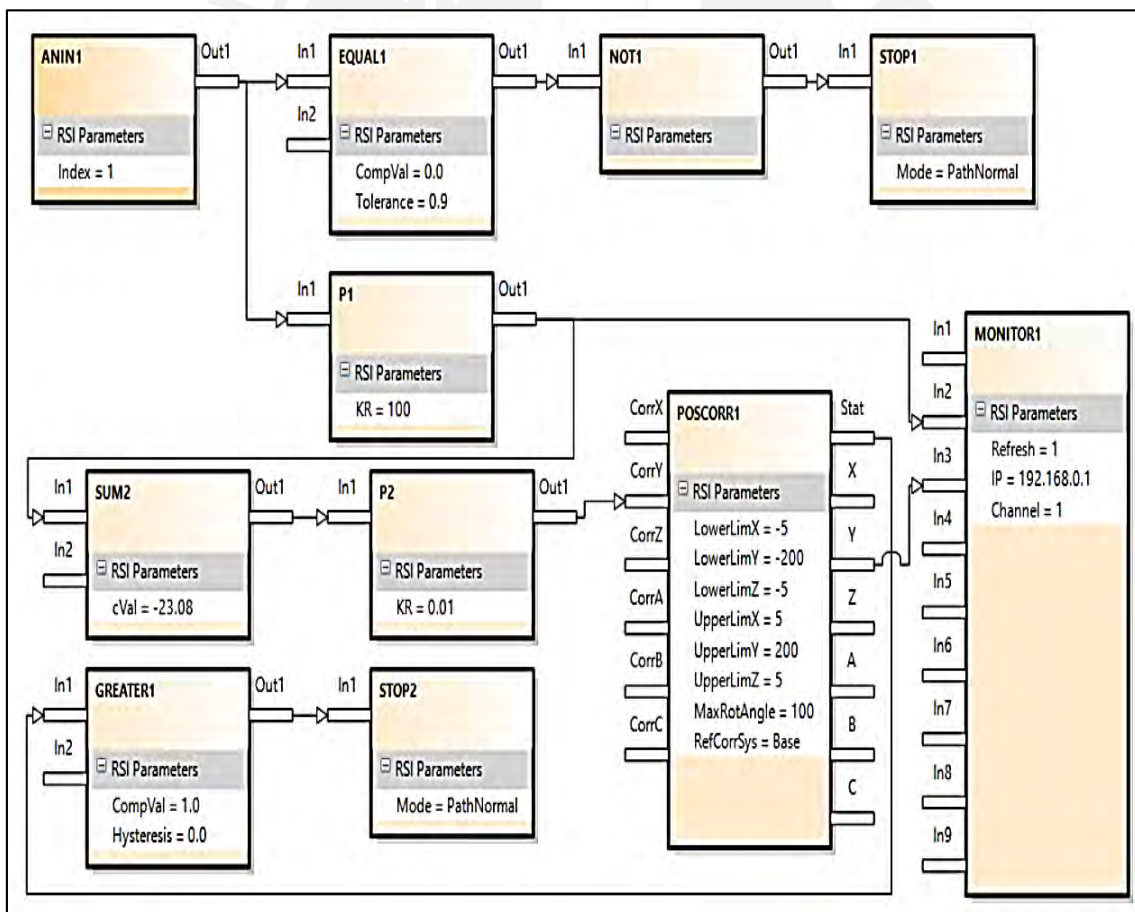 ANIN1
Out1
RSI Parameters
Index = 1
In1
In2
EQUAL1
Out1
RSI Parameters
CompVal = 0.0
Tolerance = 0.9
In1
NOT1
Out1
RSI Parameters
In1
STOP1
RSI Parameters
Mode = PathNormal
In1
P1
Out1
RSI Parameters
KR = 100
In1
In2
In3
In4
In5
In6
In7
In8
In9
MONITOR1
RSI Parameters
Refresh = 1
IP = 192.168.0.1
Channel = 1
In1
In2
SUM2
Out1
RSI Parameters
cVal = -23.08
In1
P2
Out1
RSI Parameters
KR = 0.01
CorrX
CorrY
CorrZ
CorrA
CorrB
CorrC
POSCORR1
RSI Parameters
LowerLimX = -5
LowerLimY = -200
LowerLimZ = -5
UpperLimX = 5
UpperLimY = 200
UpperLimZ = 5
MaxRotAngle = 100
RefCorrSys = Base
Stat
X
Y
Z
A
B
C
In1
In2
GREATER1
Out1
RSI Parameters
CompVal = 1.0
Hysteresis = 0.0
In1
STOP2
RSI Parameters
Mode = PathNormal